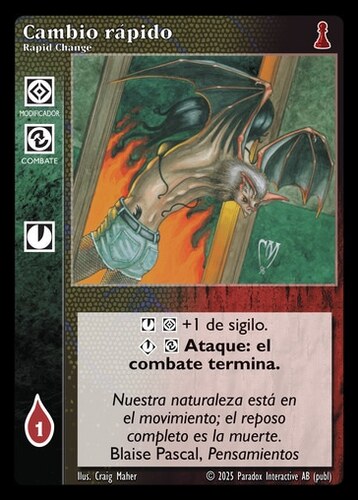 Cambio rápido
Rapid Change
MODIFICADOR
COMBATE
+1 de sigilo.
Ataque: el
combate termina.
Nuestra naturaleza está en
el movimiento; el reposo
completo es la muerte.
Blaise Pascal, Pensamientos
1
Ilus. Craig Maher
© 2025 Paradox Interactive AB (publ)